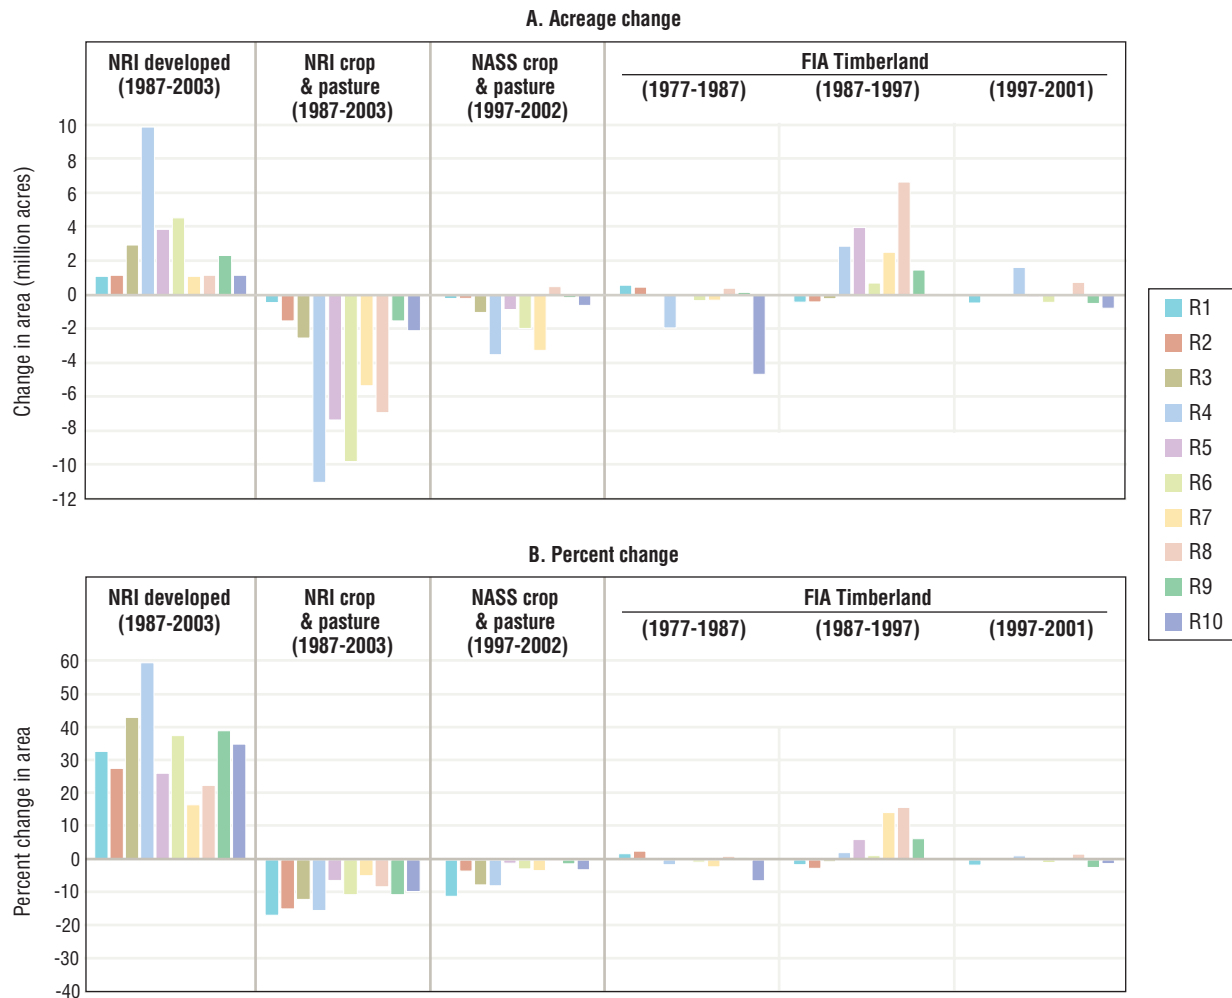 A. Acreage change
NRI developed
(1987-2003)
NRI crop
& pasture
(1987-2003)
NASS crop
& pasture
(1997-2002)
FIA Timberland
(1977-1987)
(1987-1997)
(1997-2001)
Change in area (million acres)
10
8
6
4
2
0
-2
-4
-6
-8
-10
-12
B. Percent change
NRI developed
(1987-2003)
NRI crop
& pasture
(1987-2003)
NASS crop
& pasture
(1997-2002)
FIA Timberland
(1977-1987)
(1987-1997)
(1997-2001)
Percent change in area
60
50
40
30
20
10
0
-10
-20
-30
-40
R1
R2
R3
R4
R5
R6
R7
R8
R9
R10